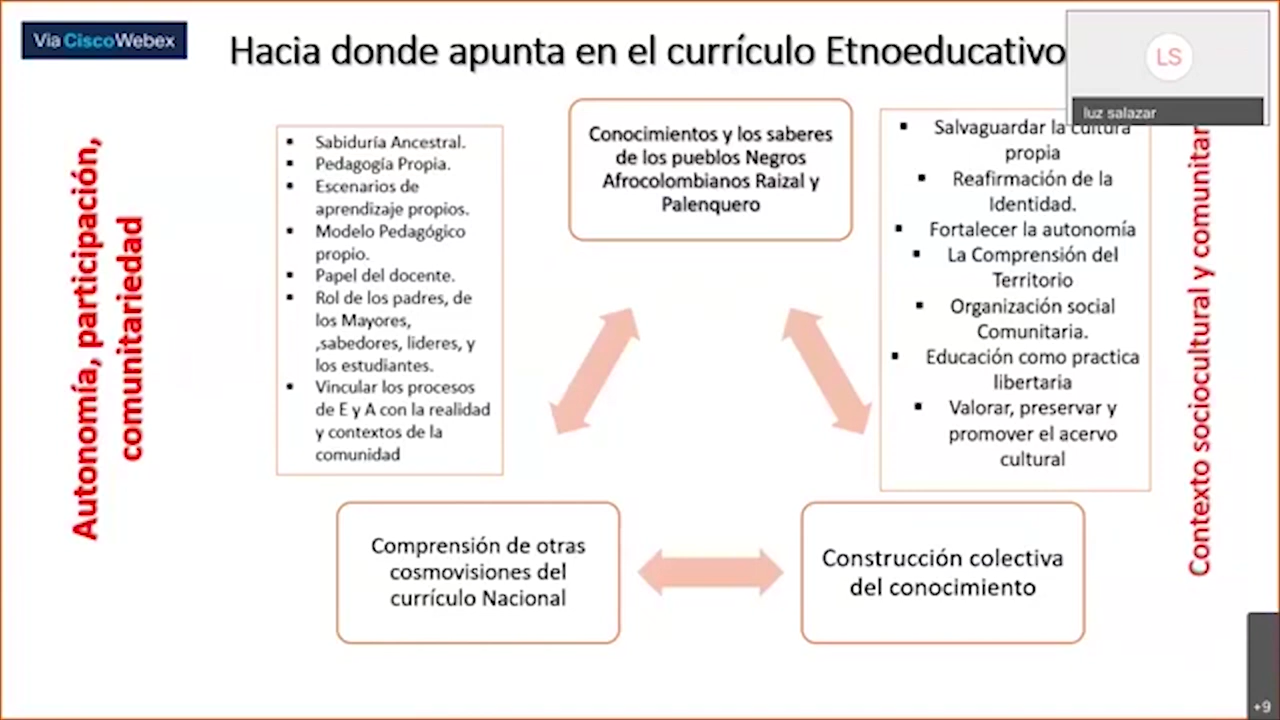 Via Cisco Webex
Hacia donde apunta en el currículo Etnoeducativo
LS
luz salazar
Autonomía, participación,
comunitariedad
▪ Sabiduría Ancestral.
▪ Pedagogía Propia.
▪ Escenarios de
aprendizaje propios.
▪ Modelo Pedagógico
propio.
▪ Papel del docente.
▪ Rol de los padres, de
los Mayores,
,sabedores, lideres, y
los estudiantes.
▪ Vincular los procesos
de E y A con la realidad
y contextos de la
comunidad
Conocimientos y los saberes
de los pueblos Negros
Afrocolombianos Raizal y
Palenquero
▪ Salvaguardar la cultura
propia
▪ Reafirmación de la
Identidad.
▪ Fortalecer la autonomía
▪ La Comprensión del
Territorio
▪ Organización social
Comunitaria.
▪ Educación como practica
libertaria
▪ Valorar, preservar y
promover el acervo
cultural
Contexto sociocultural y comunitar
Comprensión de otras
cosmovisiones del
currículo Nacional
Construcción colectiva
del conocimiento
+9